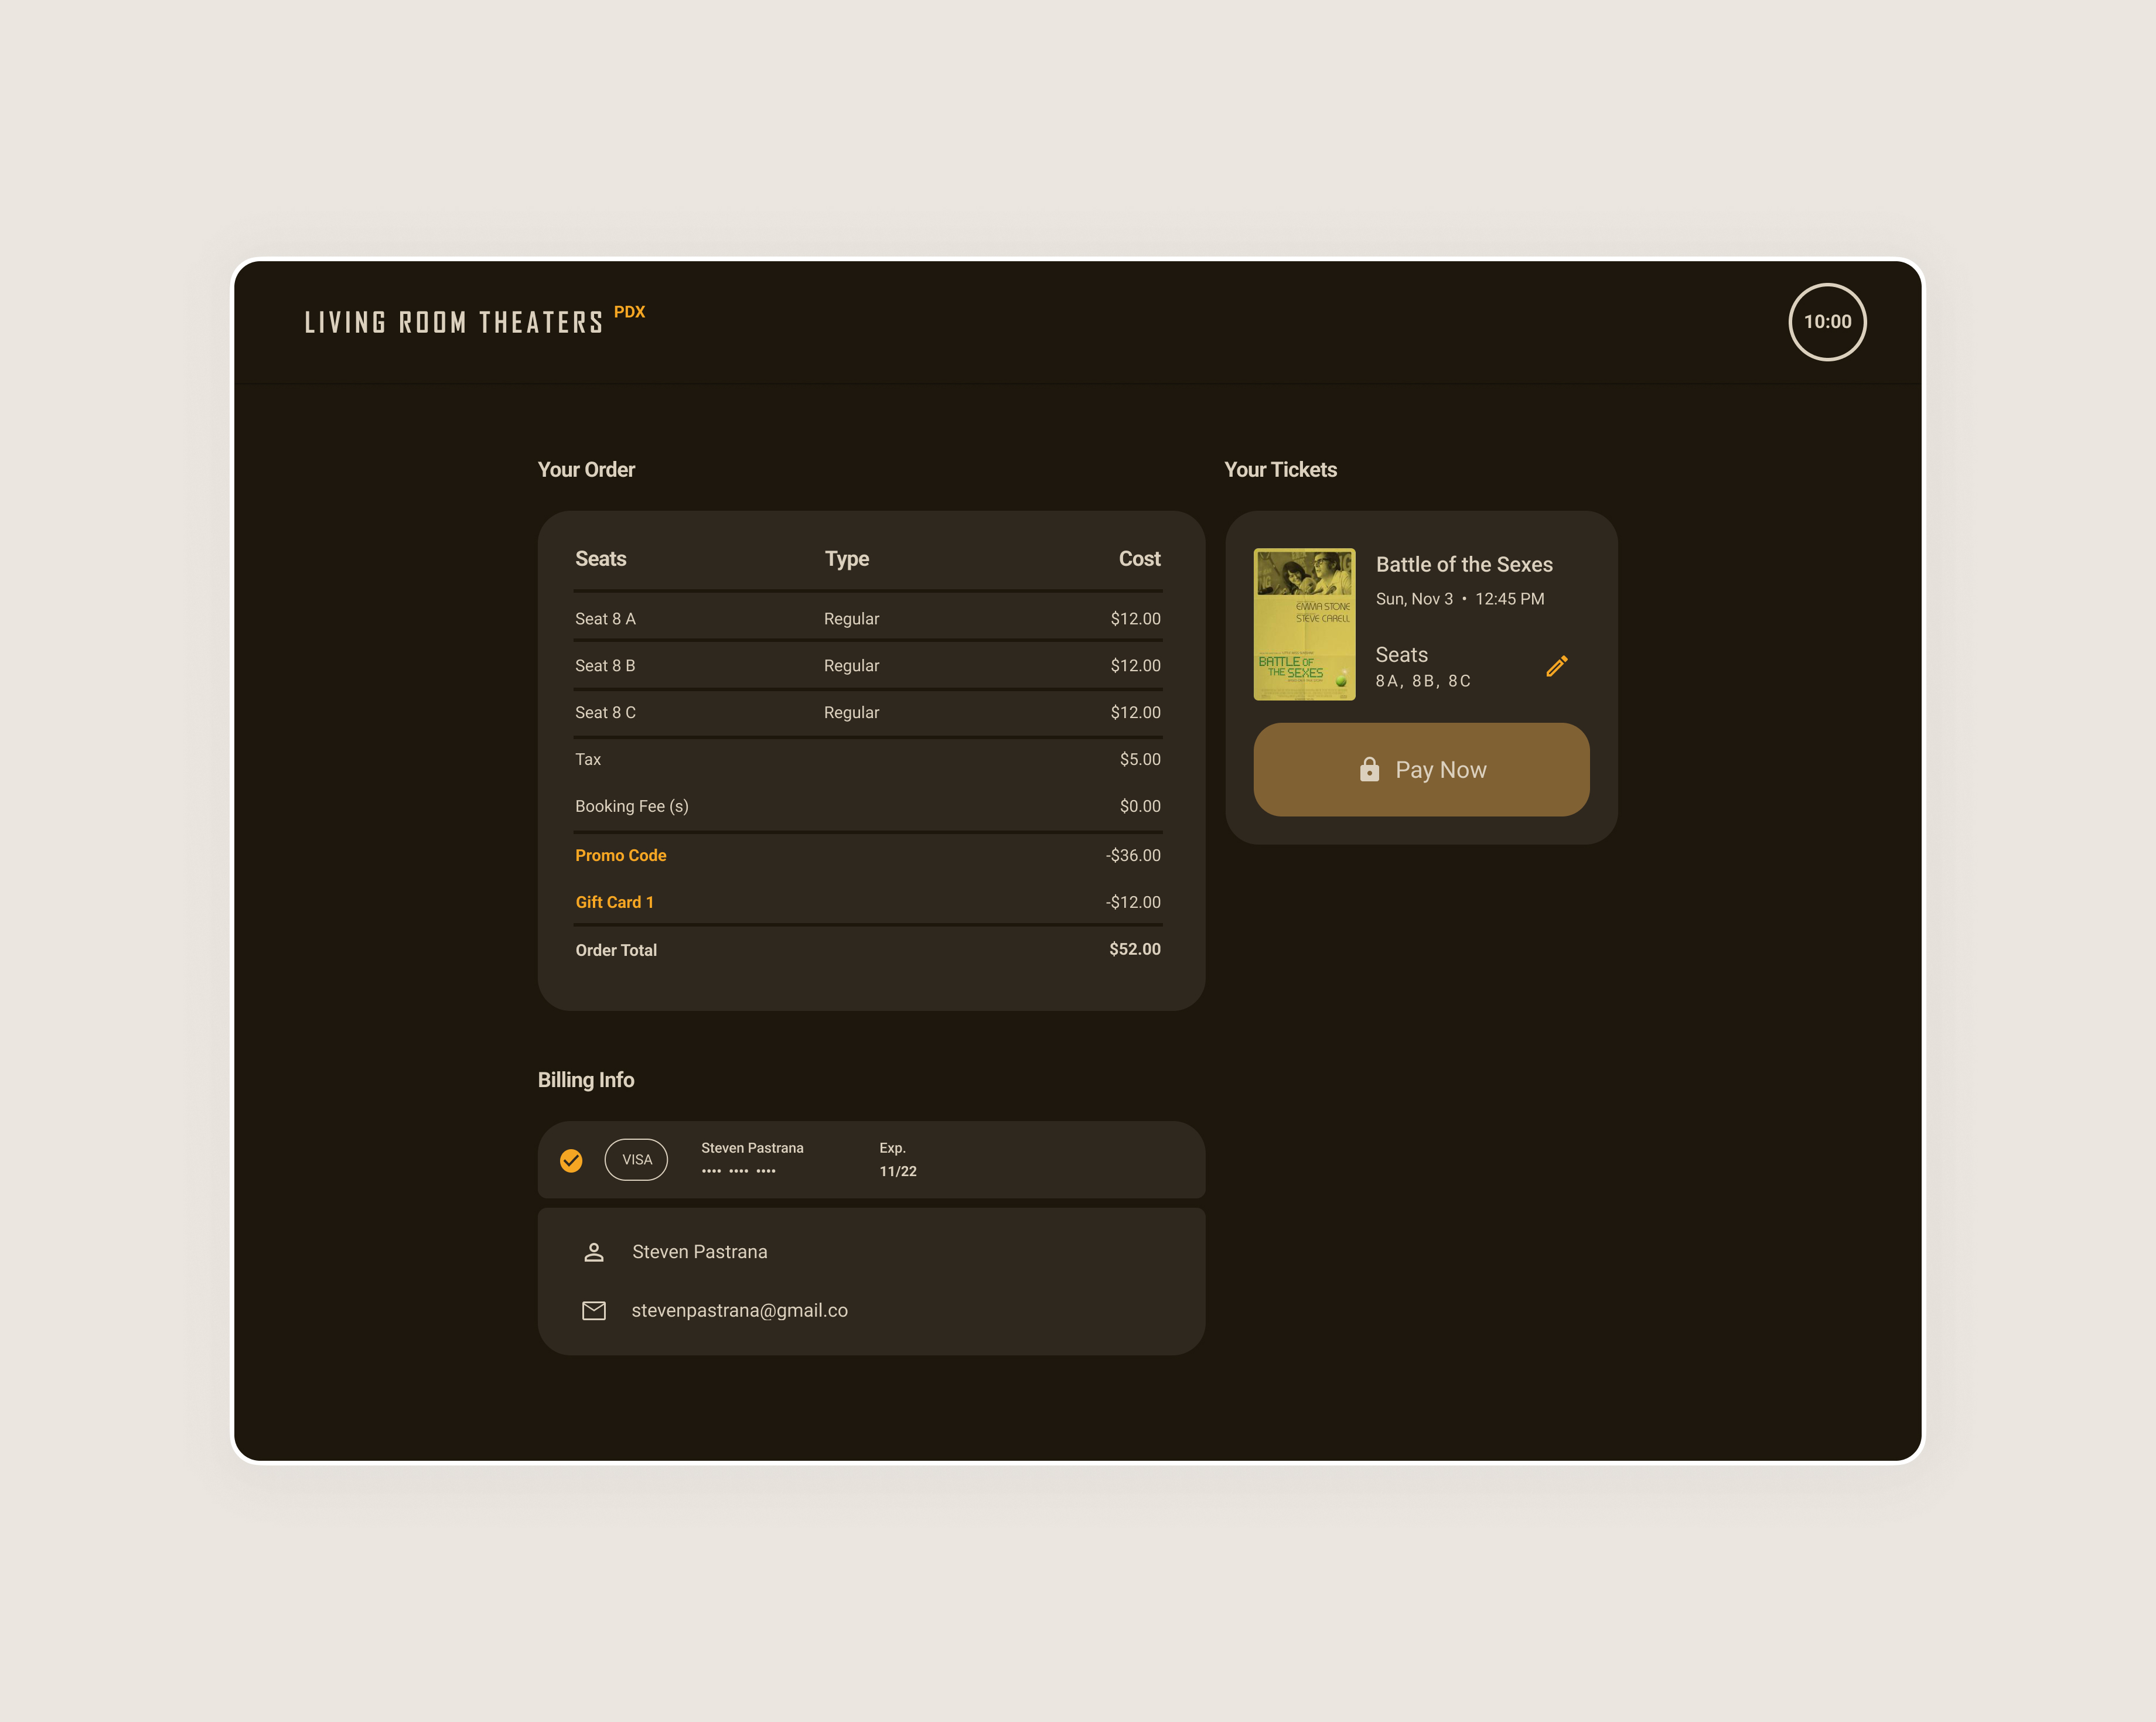 LIVING ROOM THEATERS PDX
10:00
Your Order
Seats Type Cost
Seat 8 A Regular $12.00
Seat 8 B Regular $12.00
Seat 8 C Regular $12.00
Tax $5.00
Booking Fee (s) $0.00
Promo Code -$36.00
Gift Card 1 -$12.00
Order Total $52.00
Your Tickets
EMMA STONE
STEVE CARELL
BATTLE OF
THE SEXES
Battle of the Sexes
Sun, Nov 3 • 12:45 PM
Seats
8A, 8B, 8C
Pay Now
Billing Info
VISA
Steven Pastrana
•••• •••• ••••
Exp.
11/22
Steven Pastrana
stevenpastrana@gmail.co